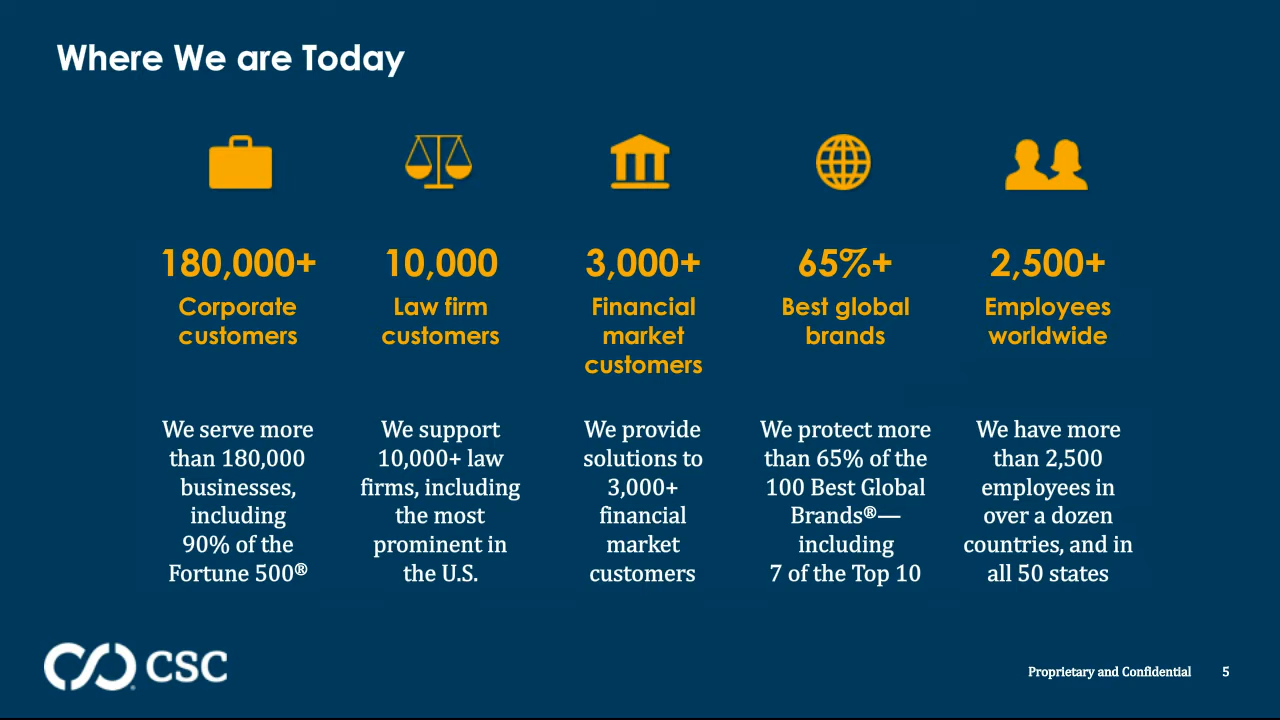 Where We are Today
180,000+
Corporate
customers
We serve more
than 180,000
businesses,
including
90% of the
Fortune 500®
10,000
Law firm
customers
We support
10,000+ law
firms, including
the most
prominent in
the U.S.
3,000+
Financial
market
customers
We provide
solutions to
3,000+
financial
market
customers
65%+
Best global
brands
We protect more
than 65% of the
100 Best Global
Brands®—
including
7 of the Top 10
2,500+
Employees
worldwide
We have more
than 2,500
employees in
over a dozen
countries, and in
all 50 states
CSC
Proprietary and Confidential 5